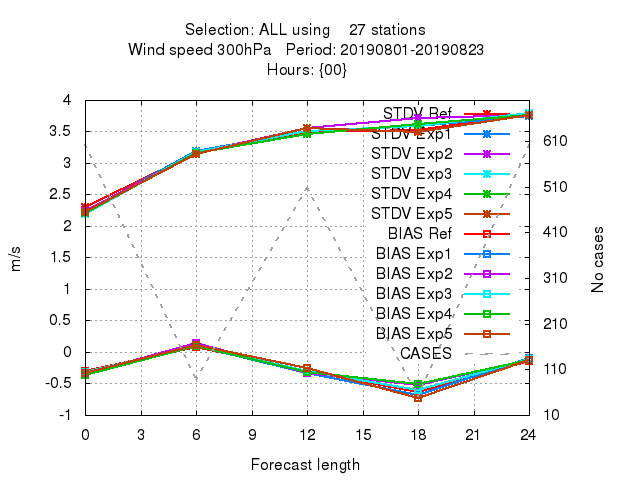 Selection: ALL using 27 stations
Wind speed 300hPa Period: 20190801-20190823
Hours: {00}
4
3.5
3
2.5
2
1.5
1
0.5
0
-0.5
-1
m/s
STDV Ref
STDV Exp1
STDV Exp2
STDV Exp3
STDV Exp4
STDV Exp5
BIAS Ref
BIAS Exp1
BIAS Exp2
BIAS Exp3
BIAS Exp4
BIAS Exp5
CASES
610
510
410
310
210
110
10
No cases
0 3 6 9 12 15 18 21 24
Forecast length